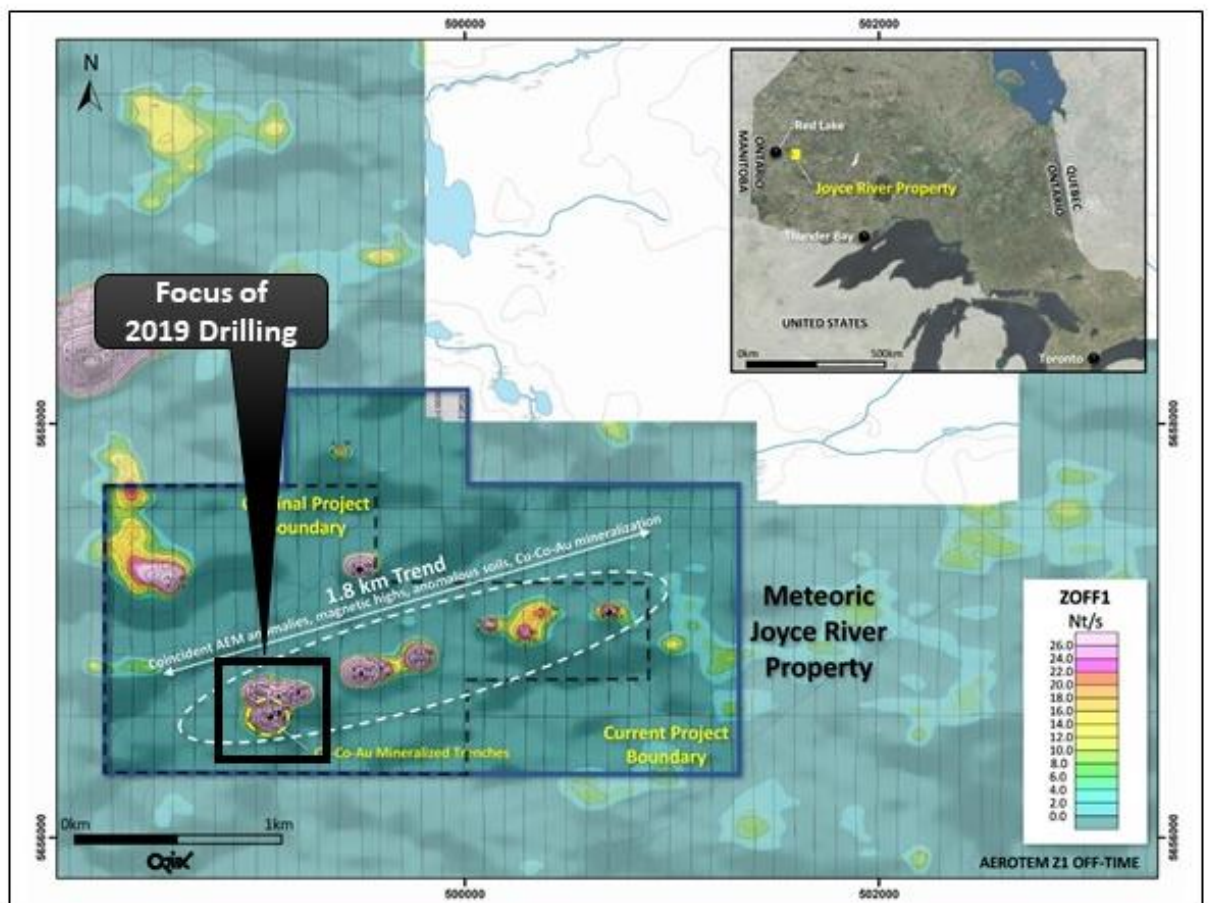 500000
502000
N
Red Lake
MANITOBA
ONTARIO
Joyce River Property
QUEBEC
ONTARIO
Thunder Bay
UNITED STATES
0km
500km
Toronto
Focus of
2019 Drilling
5658000
5658000
Project
Boundary
1.8 km Trend
Coincident AEM anomalies, magnetic highs, anomalous soils, Cu-Co-Au mineralization
Meteoric
Joyce River
Property
Current Project
Boundary
Cu-Co-Au Mineralized Trenches
ZOFF1
Nt/s
26.0
24.0
22.0
20.0
18.0
16.0
14.0
12.0
10.0
8.0
6.0
4.0
2.0
0.0
0km
1km
Orix
5656000
5656000
AEROTEM Z1 OFF-TIME
500000
502000